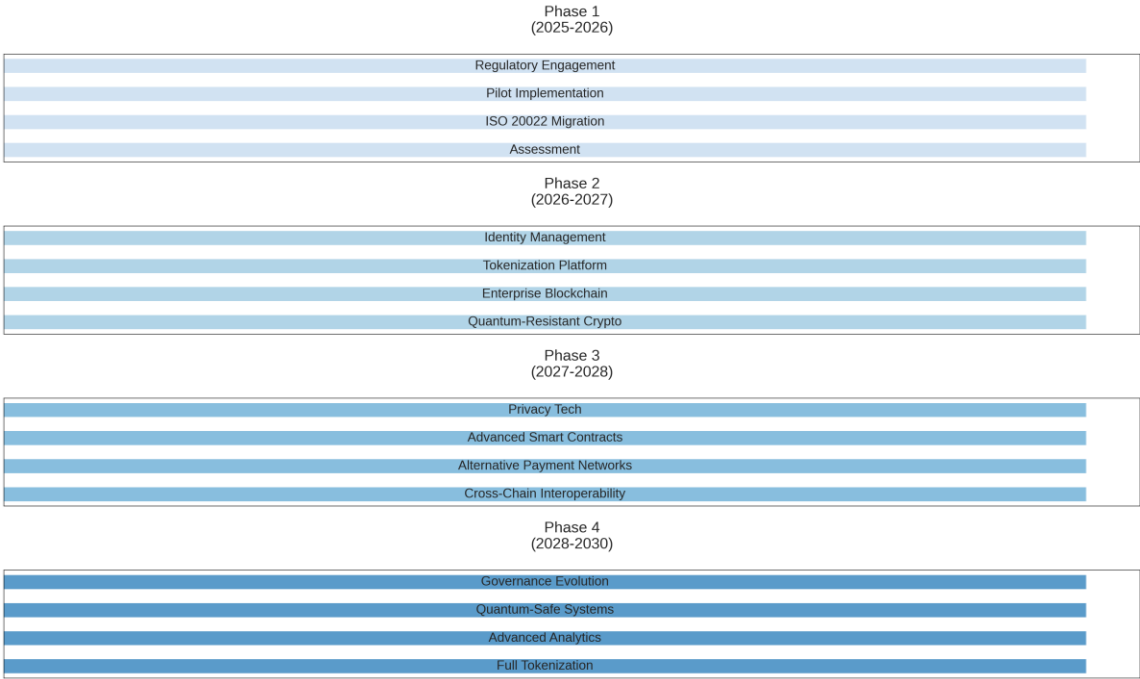 Phase 1
(2025-2026)
Regulatory Engagement
Pilot Implementation
ISO 20022 Migration
Assessment
Phase 2
(2026-2027)
Identity Management
Tokenization Platform
Enterprise Blockchain
Quantum-Resistant Crypto
Phase 3
(2027-2028)
Privacy Tech
Advanced Smart Contracts
Alternative Payment Networks
Cross-Chain Interoperability
Phase 4
(2028-2030)
Governance Evolution
Quantum-Safe Systems
Advanced Analytics
Full Tokenization